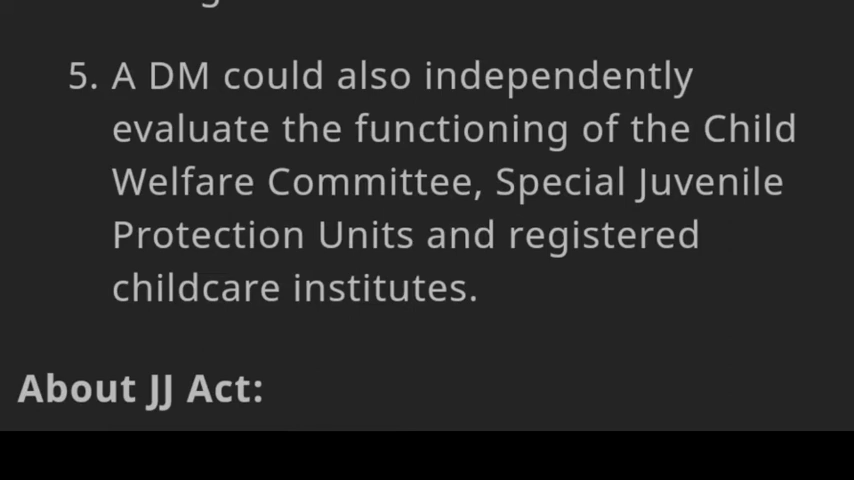 5. A DM could also independently
evaluate the functioning of the Child
Welfare Committee, Special Juvenile
Protection Units and registered
childcare institutes.
About JJ Act: